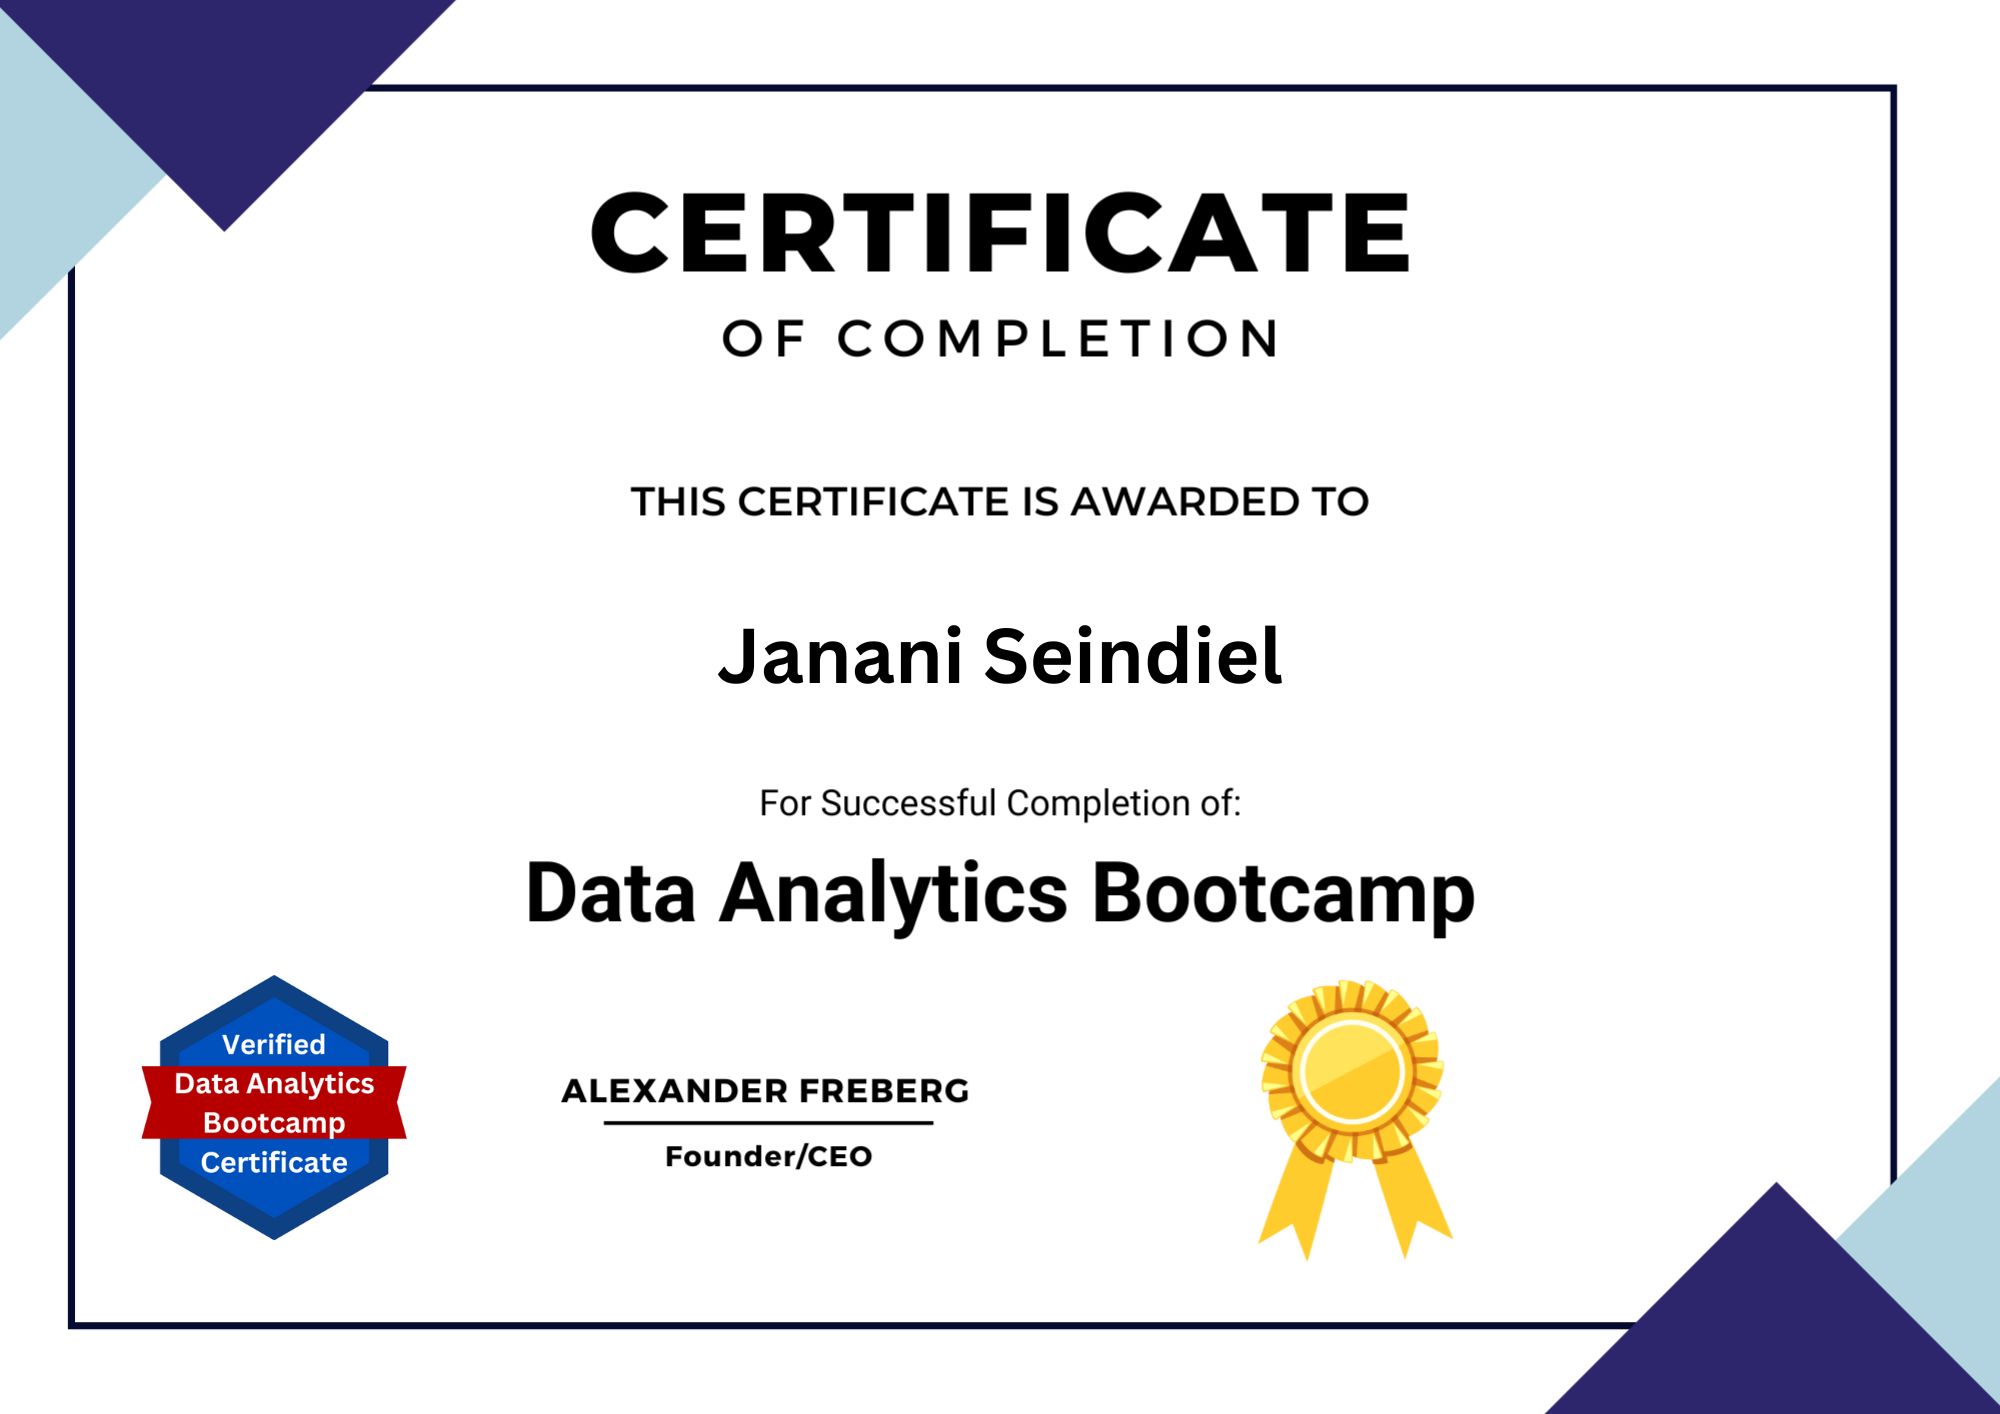 CERTIFICATE
OF COMPLETION
THIS CERTIFICATE IS AWARDED TO
Janani Seindiel
For Successful Completion of:
Data Analytics Bootcamp
Verified
Data Analytics
Bootcamp
Certificate
ALEXANDER FREBERG
Founder/CEO